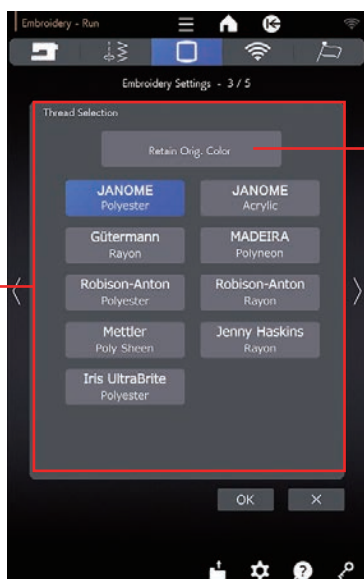 Embroidery - Run
Embroidery Settings - 3 / 5
Thread Selection
Retain Orig. Color
JANOME
Polyester
JANOME
Acrylic
Gütermann
Rayon
MADEIRA
Polyneon
Robison-Anton
Polyester
Robison-Anton
Rayon
Mettler
Poly Sheen
Jenny Haskins
Rayon
Iris UltraBrite
Polyester
OK
X
?